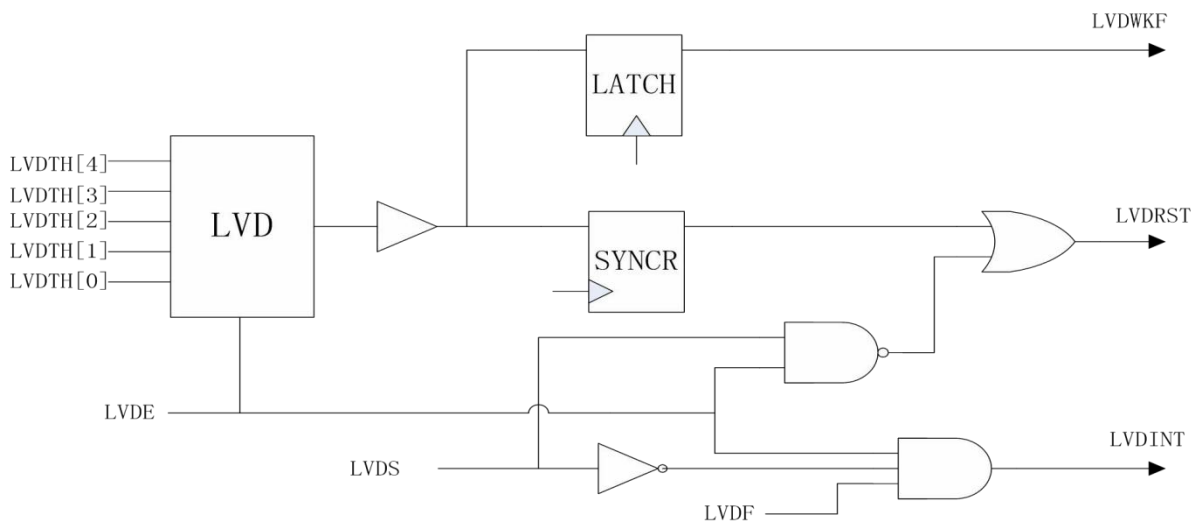 LVDWKF
LATCH
LVDTH[4]
LVDTH[3]
LVDTH[2]
LVDTH[1]
LVDTH[0]
LVD
SYNCR
LVDRST
LVDE
LVDS
LVDINT
LVDF